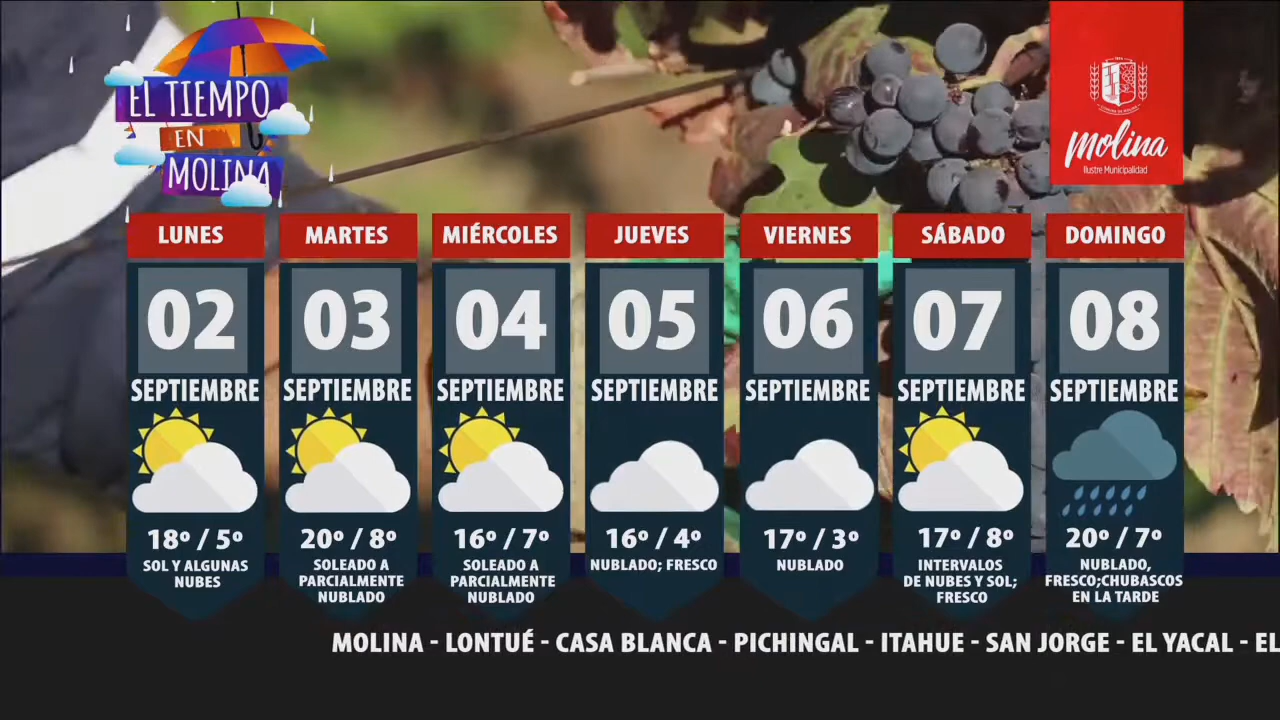 EL TIEMPO
EN
MOLINA
Molina
Ilustre Municipalidad
LUNES
02
SEPTIEMBRE
18º / 5º
SOL Y ALGUNAS
NUBES
MARTES
03
SEPTIEMBRE
20º / 8º
SOLEADO A
PARCIALMENTE
NUBLADO
MIÉRCOLES
04
SEPTIEMBRE
16º / 7º
SOLEADO A
PARCIALMENTE
NUBLADO
JUEVES
05
SEPTIEMBRE
16º / 4º
NUBLADO; FRESCO
VIERNES
06
SEPTIEMBRE
17º / 3º
NUBLADO
SÁBADO
07
SEPTIEMBRE
17º / 8º
INTERVALOS
DE NUBES Y SOL;
FRESCO
DOMINGO
08
SEPTIEMBRE
20º / 7º
NUBLADO,
FRESCO;CHUBASCOS
EN LA TARDE
MOLINA - LONTUÉ - CASA BLANCA - PICHINGAL - ITAHUE - SAN JORGE - EL YACAL - EL